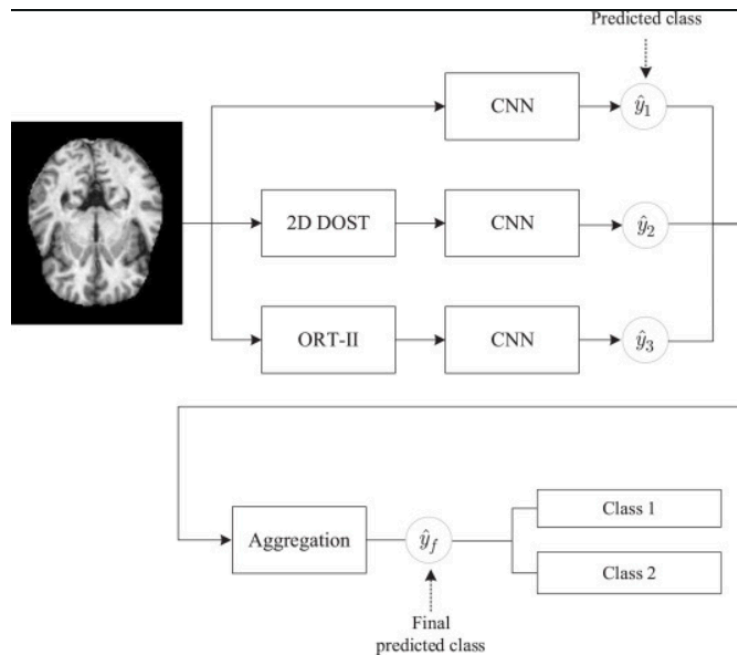 Predicted class
CNN
ŷ₁
2D DOST
CNN
ŷ₂
ORT-II
CNN
ŷ₃
Aggregation
ŷf
Class 1
Class 2
Final
predicted class